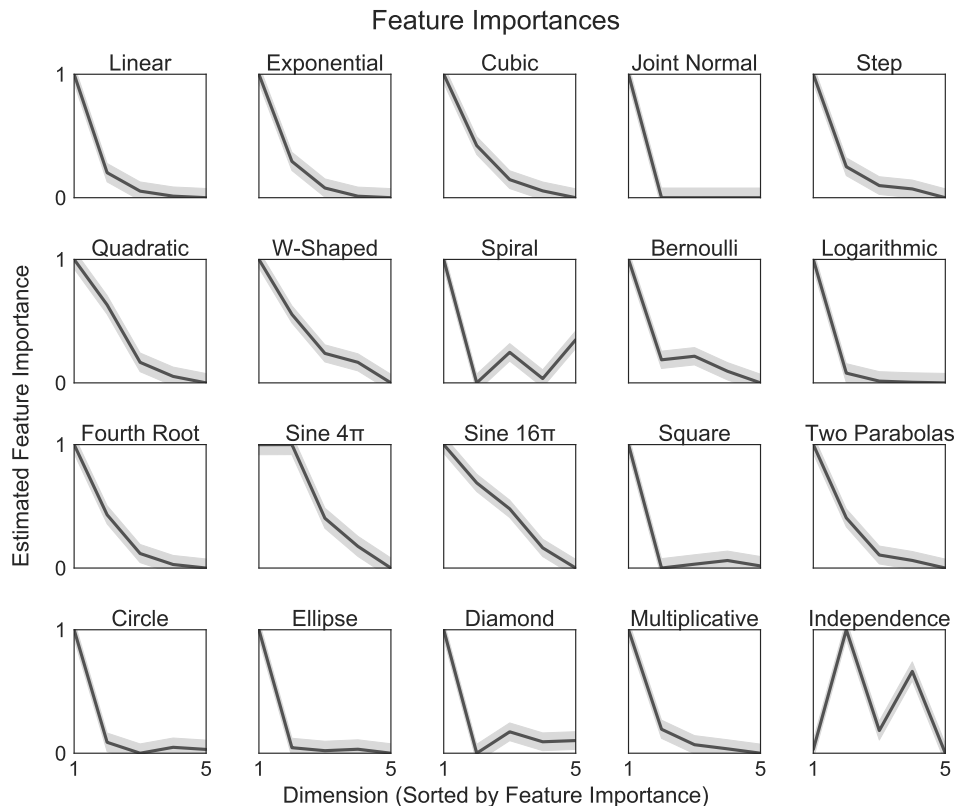 Feature Importances
Linear Exponential Cubic Joint Normal Step
1
0
Quadratic W-Shaped Spiral Bernoulli Logarithmic
1
0
Fourth Root Sine 4π Sine 16π Square Two Parabolas
1
0
Circle Ellipse Diamond Multiplicative Independence
1
0
1 5 1 5 1 5 1 5 1 5
Estimated Feature Importance
Dimension (Sorted by Feature Importance)